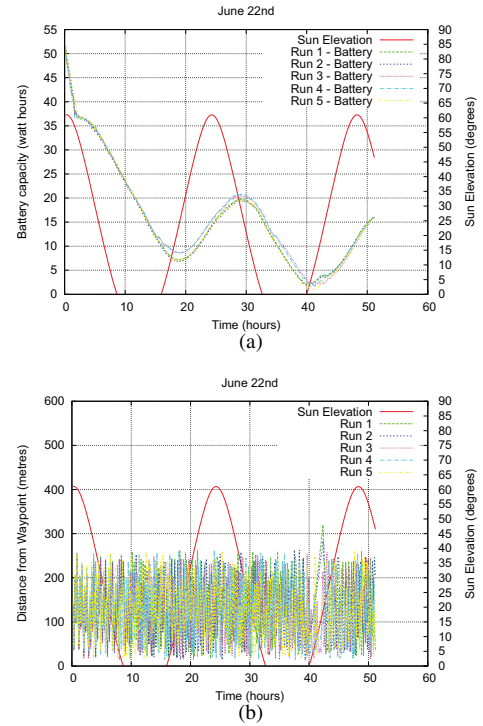 June 22nd
Sun Elevation
Run 1 - Battery
Run 2 - Battery
Run 3 - Battery
Run 4 - Battery
Run 5 - Battery
55
50
45
40
35
30
25
20
15
10
5
0
Battery capacity (watt hours)
90
85
80
75
70
65
60
55
50
45
40
35
30
25
20
15
10
5
0
Sun Elevation (degrees)
0 10 20 30 40 50 60
Time (hours)
(a)
June 22nd
Sun Elevation
Run 1
Run 2
Run 3
Run 4
Run 5
600
500
400
300
200
100
0
Distance from Waypoint (metres)
90
85
80
75
70
65
60
55
50
45
40
35
30
25
20
15
10
5
0
Sun Elevation (degrees)
0 10 20 30 40 50 60
Time (hours)
(b)